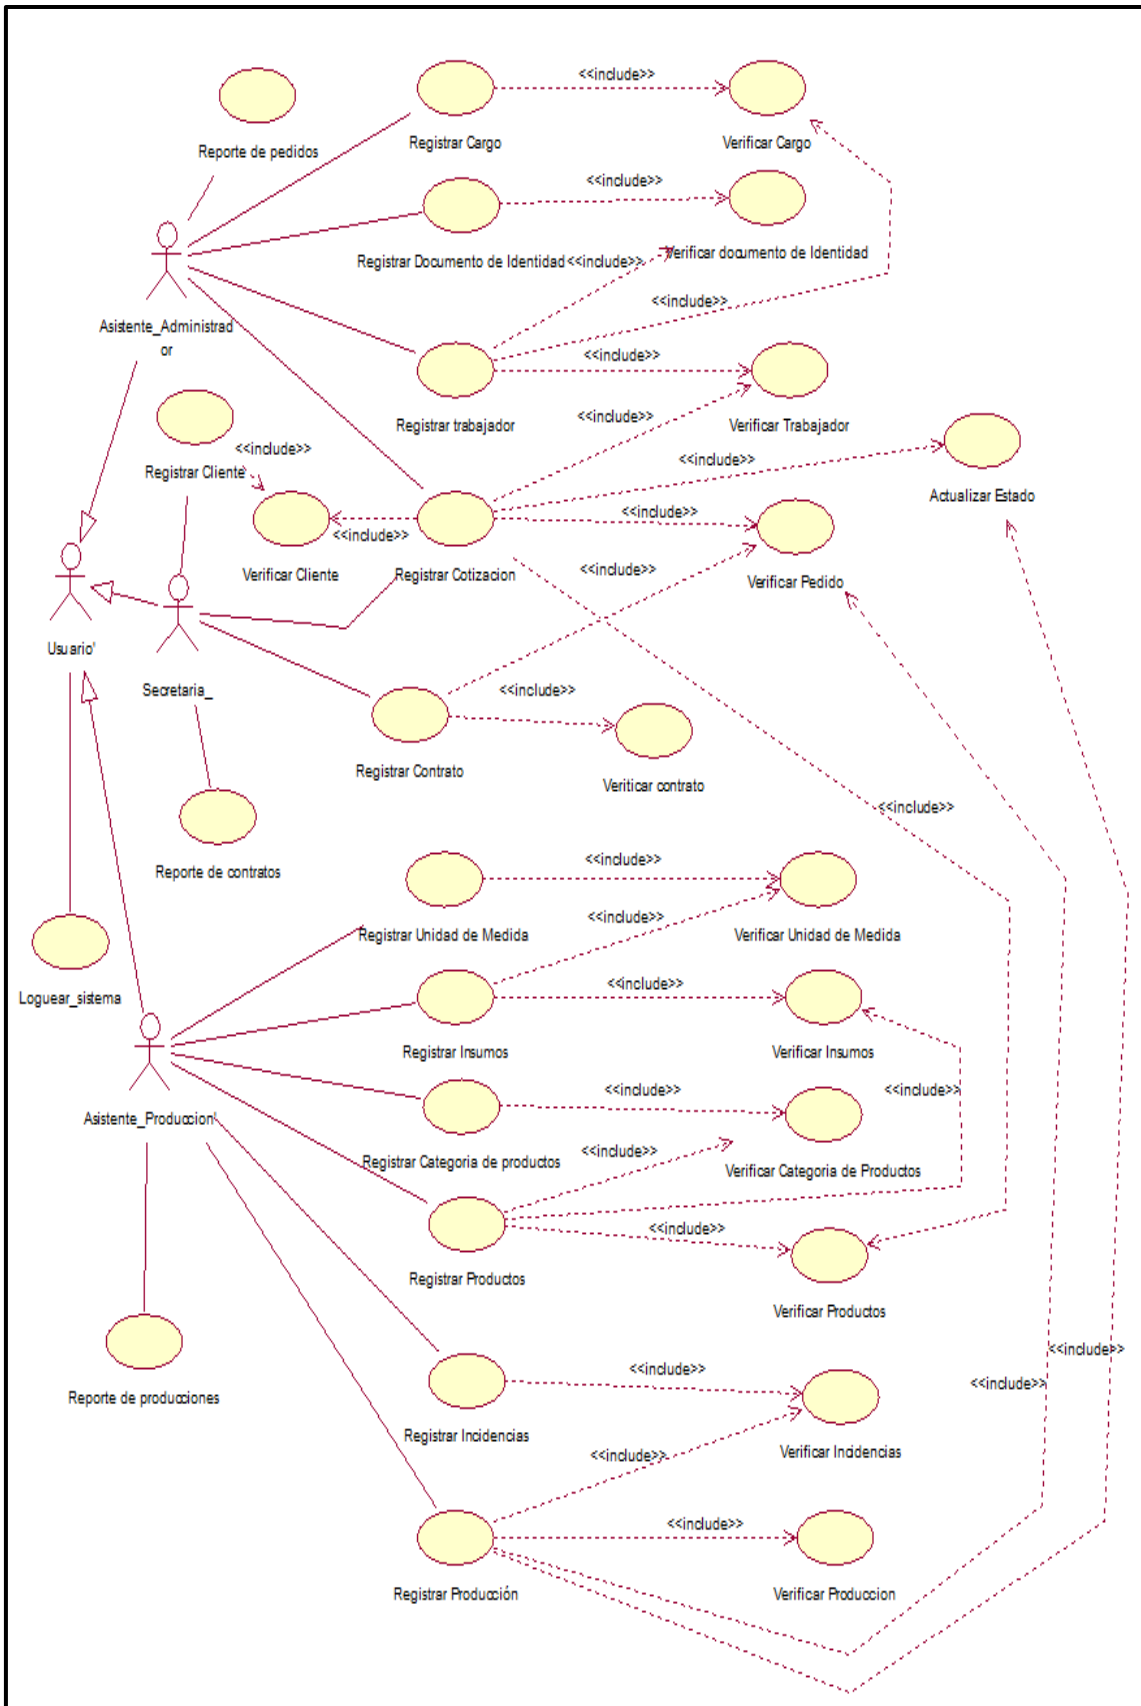 <<include>>
Registrar Cargo
Verificar Cargo
Reporte de pedidos
<<include>>
Registrar Documento de Identidad
<<include>>
Verificar documento de Identidad
<<include>>
Asistente_Administrad
or
<<include>>
Registrar trabajador
Verificar Trabajador
<<include>>
<<include>>
Registrar Cliente
<<include>>
Actualizar Estado
<<include>>
<<include>>
Verificar Cliente
Registrar Cotizacion
<<include>>
Verificar Pedido
Usuario'
Secretaria_
<<include>>
Registrar Contrato
Verificar contrato
<<include>>
Reporte de contratos
<<include>>
Registrar Unidad de Medida
Verificar Unidad de Medida
<<include>>
Loguear_sistema
<<include>>
Registrar Insumos
Verificar Insumos
<<include>>
<<include>>
Asistente_Produccion'
Registrar Categoria de productos
<<include>>
Verificar Categoria de Productos
<<include>>
Registrar Productos
Verificar Productos
<<include>>
<<include>>
<<include>>
Reporte de producciones
Registrar Incidencias
<<include>>
Verificar Incidencias
<<include>>
Registrar Producción
Verificar Produccion